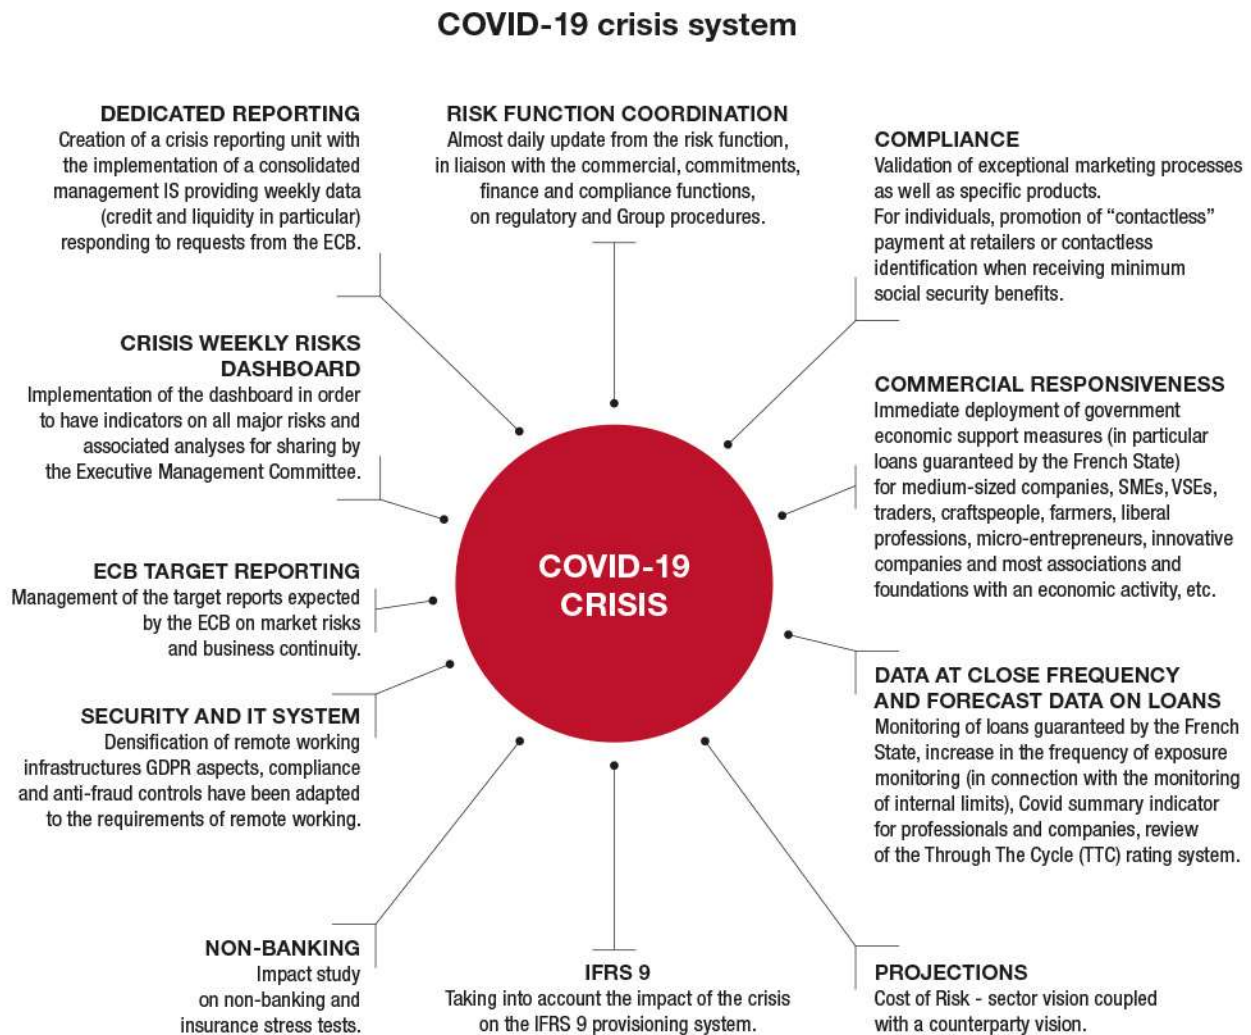 COVID-19 crisis system
DEDICATED REPORTING
Creation of a crisis reporting unit with
the implementation of a consolidated
management IS providing weekly data
(credit and liquidity in particular)
responding to requests from the ECB.
RISK FUNCTION COORDINATION
Almost daily update from the risk function,
in liaison with the commercial, commitments,
finance and compliance functions,
on regulatory and Group procedures.
COMPLIANCE
Validation of exceptional marketing processes
as well as specific products.
For individuals, promotion of “contactless”
payment at retailers or contactless
identification when receiving minimum
social security benefits.
CRISIS WEEKLY RISKS
DASHBOARD
Implementation of the dashboard in order
to have indicators on all major risks and
associated analyses for sharing by
the Executive Management Committee.
COMMERCIAL RESPONSIVENESS
Immediate deployment of government
economic support measures (in particular
loans guaranteed by the French State)
for medium-sized companies, SMEs, VSEs,
traders, craftspeople, farmers, liberal
professions, micro-entrepreneurs, innovative
companies and most associations and
foundations with an economic activity, etc.
COVID-19
CRISIS
ECB TARGET REPORTING
Management of the target reports expected
by the ECB on market risks
and business continuity.
SECURITY AND IT SYSTEM
Densification of remote working
infrastructures GDPR aspects, compliance
and anti-fraud controls have been adapted
to the requirements of remote working.
DATA AT CLOSE FREQUENCY
AND FORECAST DATA ON LOANS
Monitoring of loans guaranteed by the French
State, increase in the frequency of exposure
monitoring (in connection with the monitoring
of internal limits), Covid summary indicator
for professionals and companies, review
of the Through The Cycle (TTC) rating system.
NON-BANKING
Impact study
on non-banking and
insurance stress tests.
IFRS 9
Taking into account the impact of the crisis
on the IFRS 9 provisioning system.
PROJECTIONS
Cost of Risk - sector vision coupled
with a counterparty vision.